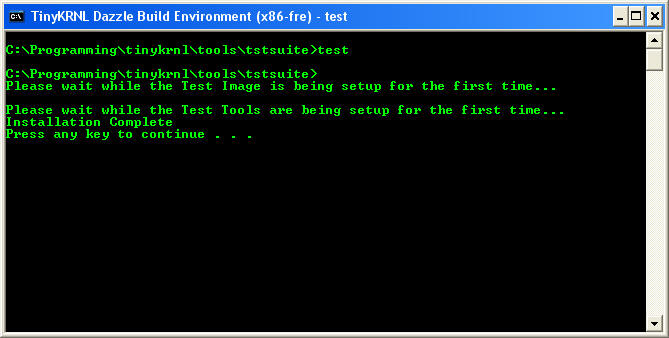 TinyKRNL Dazzle Build Environment (x86-fre) - test
C:\Programming\tinykrnl\tools\tstsuite>test
C:\Programming\tinykrnl\tools\tstsuite>
Please wait while the Test Image is being setup for the first time...
Please wait while the Test Tools are being setup for the first time...
Installation Complete
Press any key to continue . . .